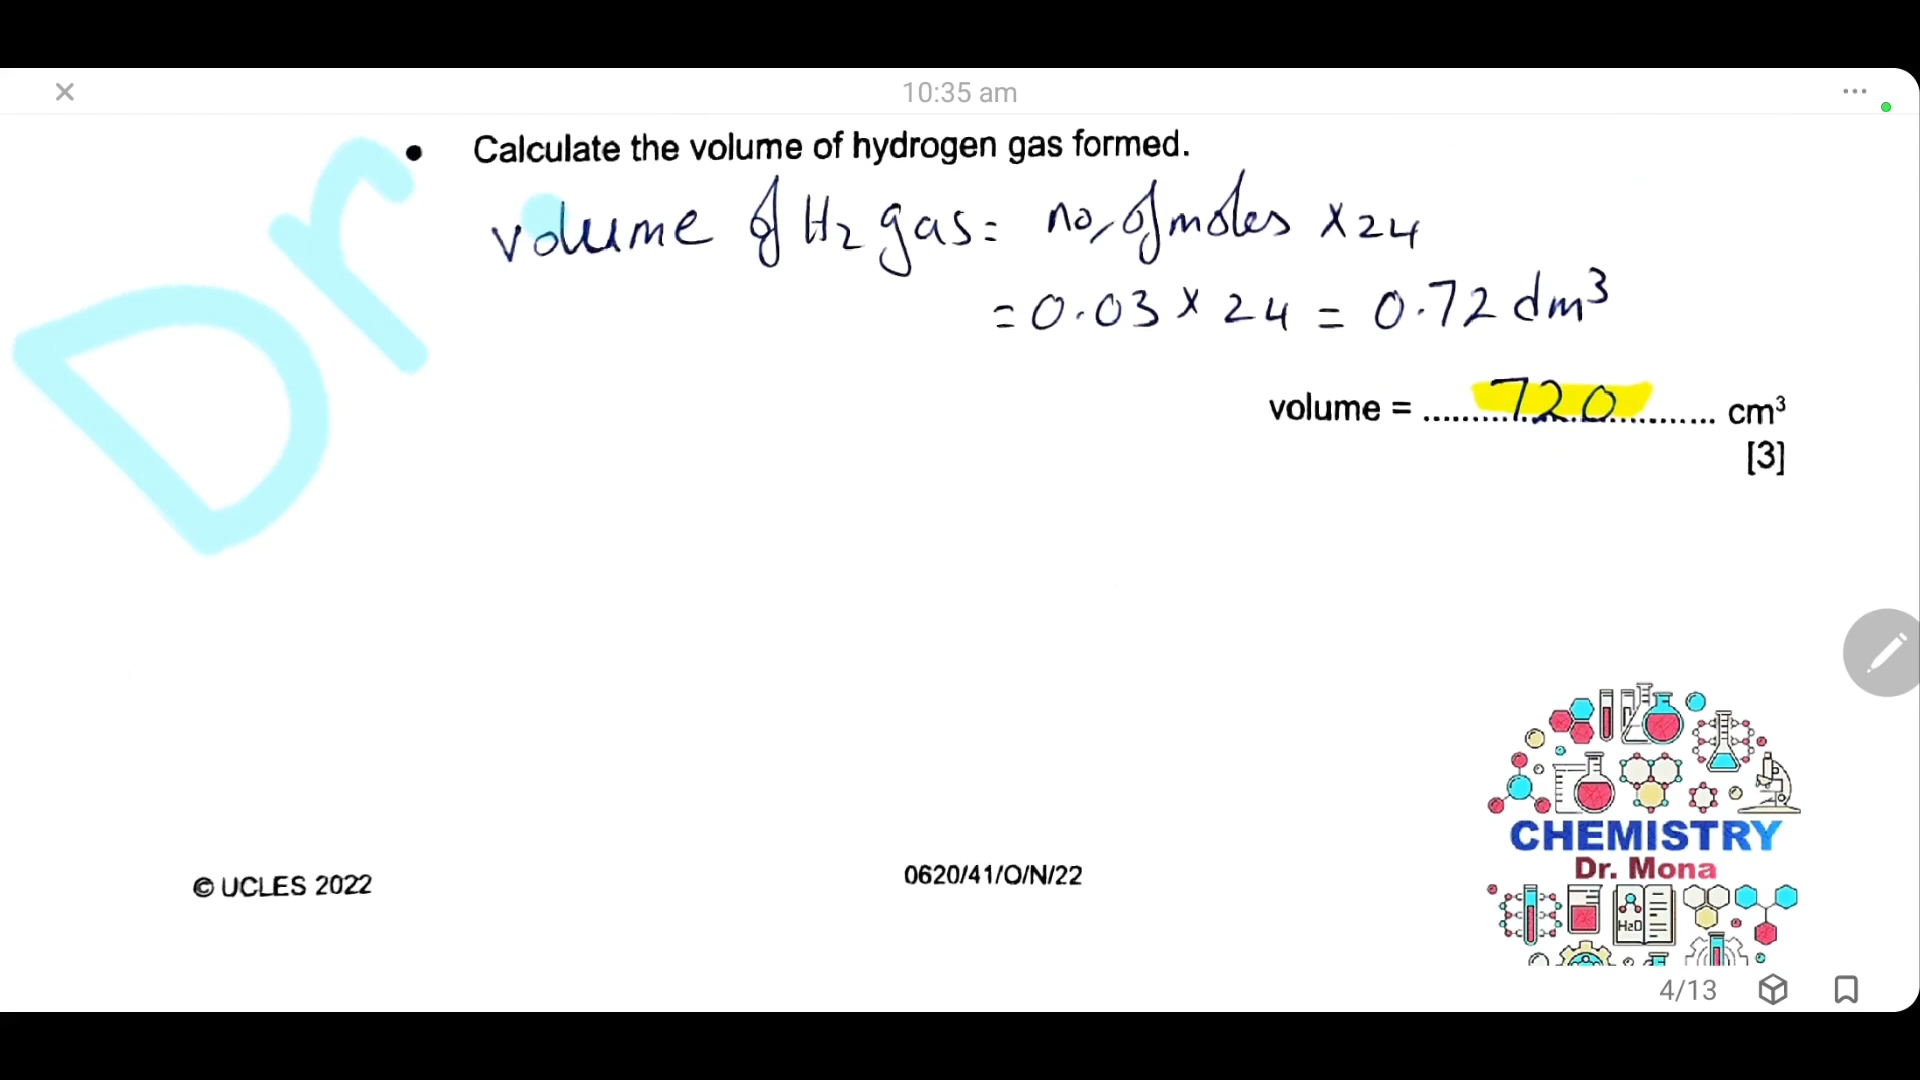 10:35 am
Dr
• Calculate the volume of hydrogen gas formed.
volume of H₂ gas = no. of moles × 24
= 0.03 × 24 = 0.72 dm³
volume = ....720.... cm³
[3]
CHEMISTRY
Dr. Mona
H₂O
© UCLES 2022
0620/41/O/N/22
4/13